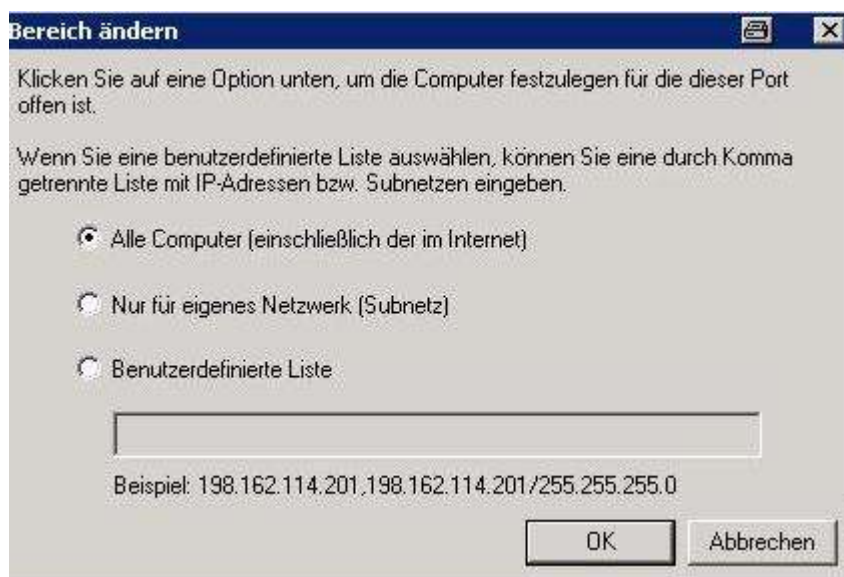 Bereich ändern
Klicken Sie auf eine Option unten, um die Computer festzulegen für die dieser Port
offen ist.
Wenn Sie eine benutzerdefinierte Liste auswählen, können Sie eine durch Komma
getrennte Liste mit IP-Adressen bzw. Subnetzen eingeben.
Alle Computer (einschließlich der im Internet)
Nur für eigenes Netzwerk (Subnetz)
Benutzerdefinierte Liste
Beispiel: 198.162.114.201,198.162.114.201/255.255.255.0
OK
Abbrechen